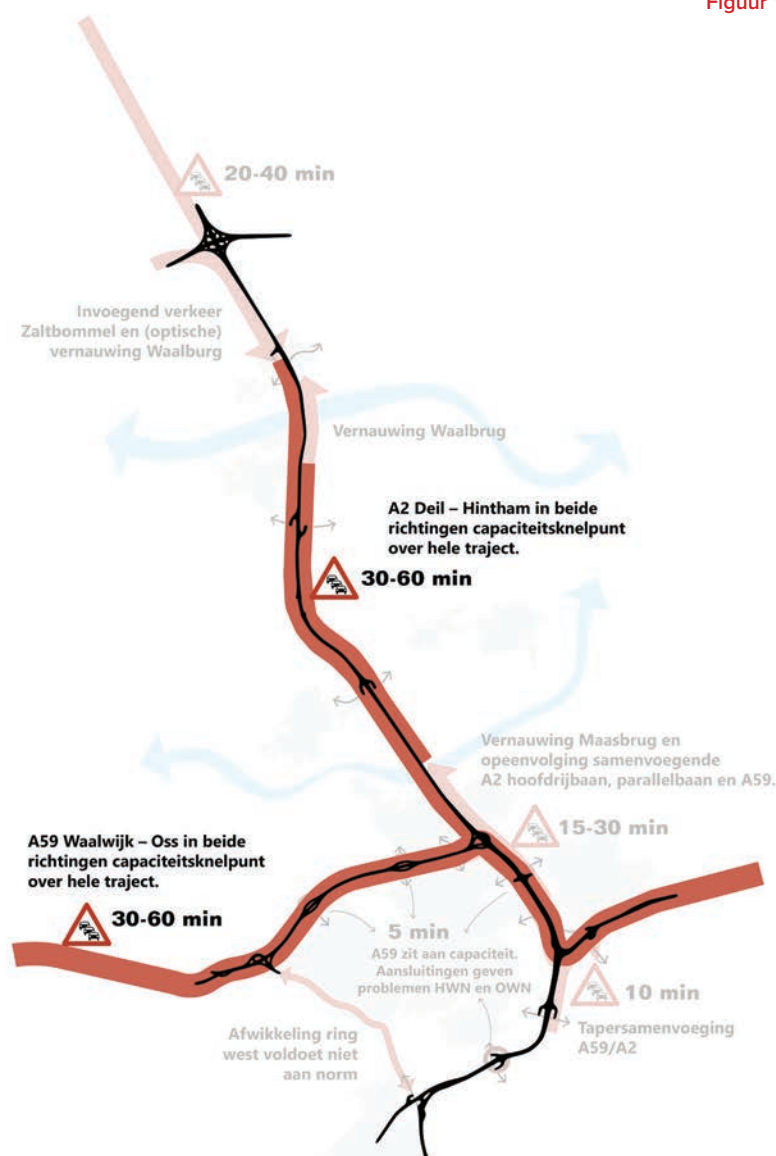 Figuur
20-40 min
Invoegend verkeer
Zaltbommel en (optische)
vernauwing Waalburg
Vernauwing Waalbrug
A2 Deil – Hintham in beide
richtingen capaciteitsknelpunt
over hele traject.
30-60 min
Vernauwing Maasbrug en
opeenvolging samenvoegende
A2 hoofdrijbaan, parallelbaan en A59.
15-30 min
A59 Waalwijk – Oss in beide
richtingen capaciteitsknelpunt
over hele traject.
30-60 min
5 min
A59 zit aan capaciteit.
Aansluitingen geven
problemen HWN en OWN
10 min
Tapersamenvoeging
A59/A2
Afwikkeling ring
west voldoet niet
aan norm